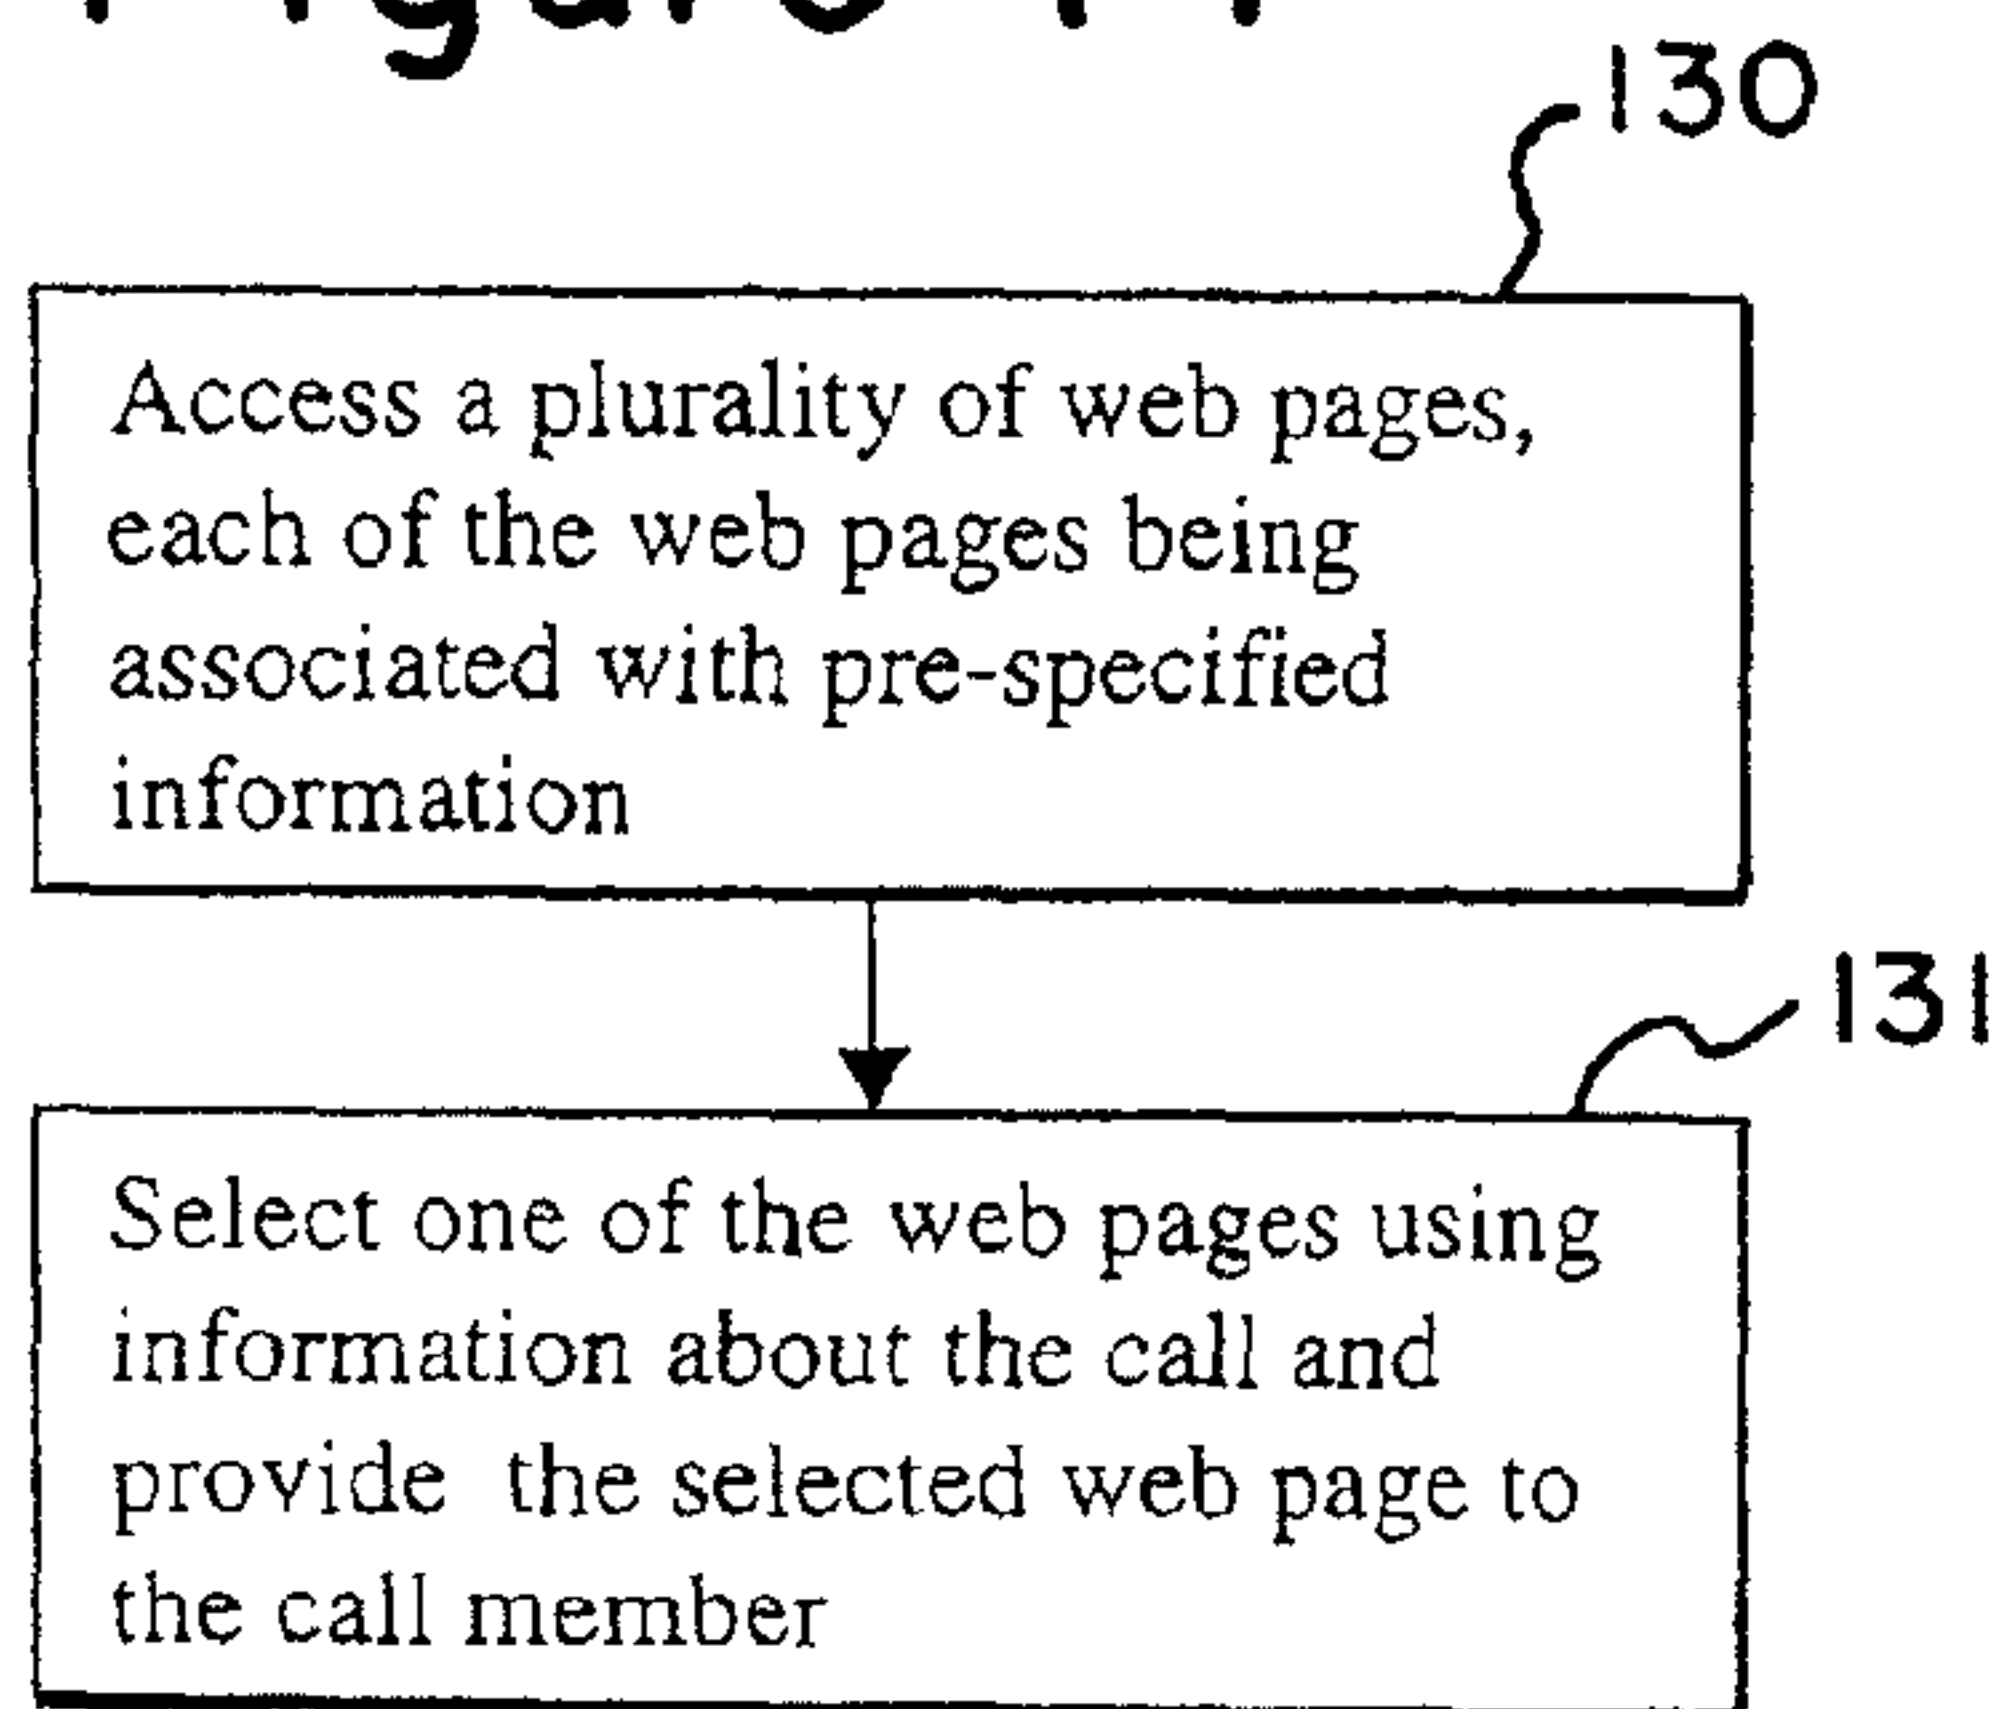 130
Access a plurality of web pages,
each of the web pages being
associated with pre-specified
information
131
Select one of the web pages using
information about the call and
provide the selected web page to
the call member